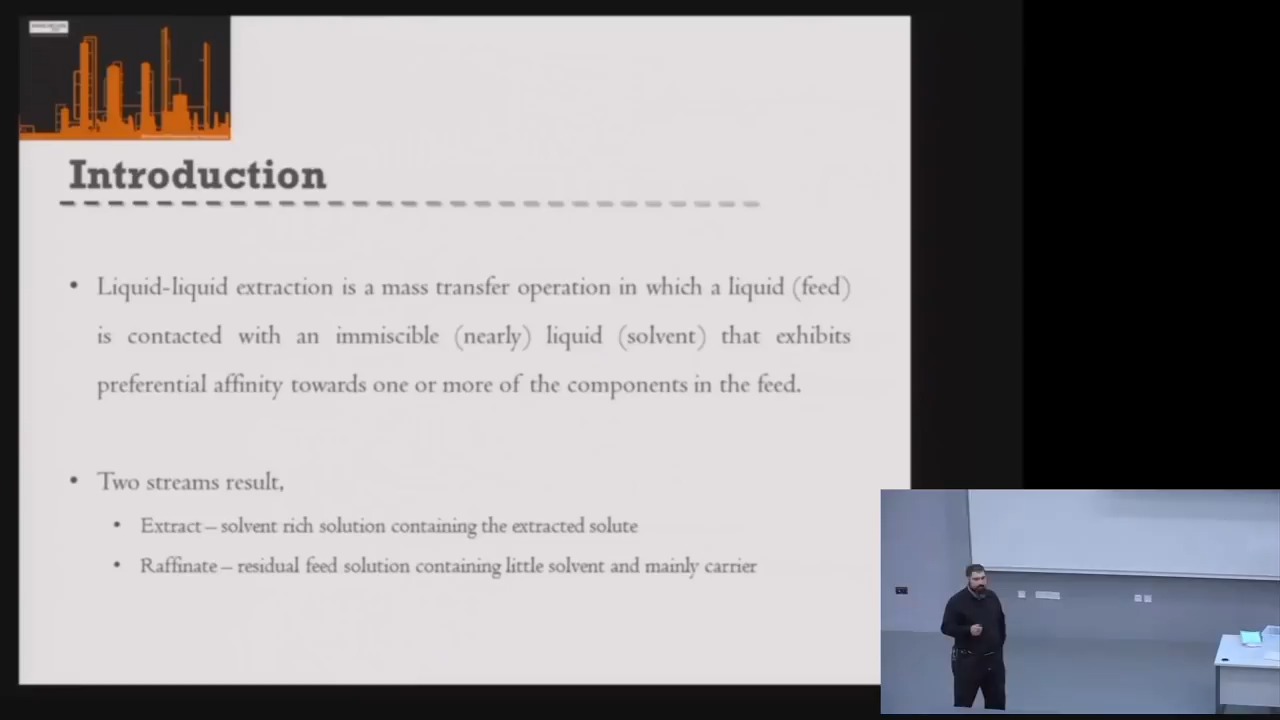 Introduction
• Liquid-liquid extraction is a mass transfer operation in which a liquid (feed)
is contacted with an immiscible (nearly) liquid (solvent) that exhibits
preferential affinity towards one or more of the components in the feed.
• Two streams result,
• Extract – solvent rich solution containing the extracted solute
• Raffinate – residual feed solution containing little solvent and mainly carrier